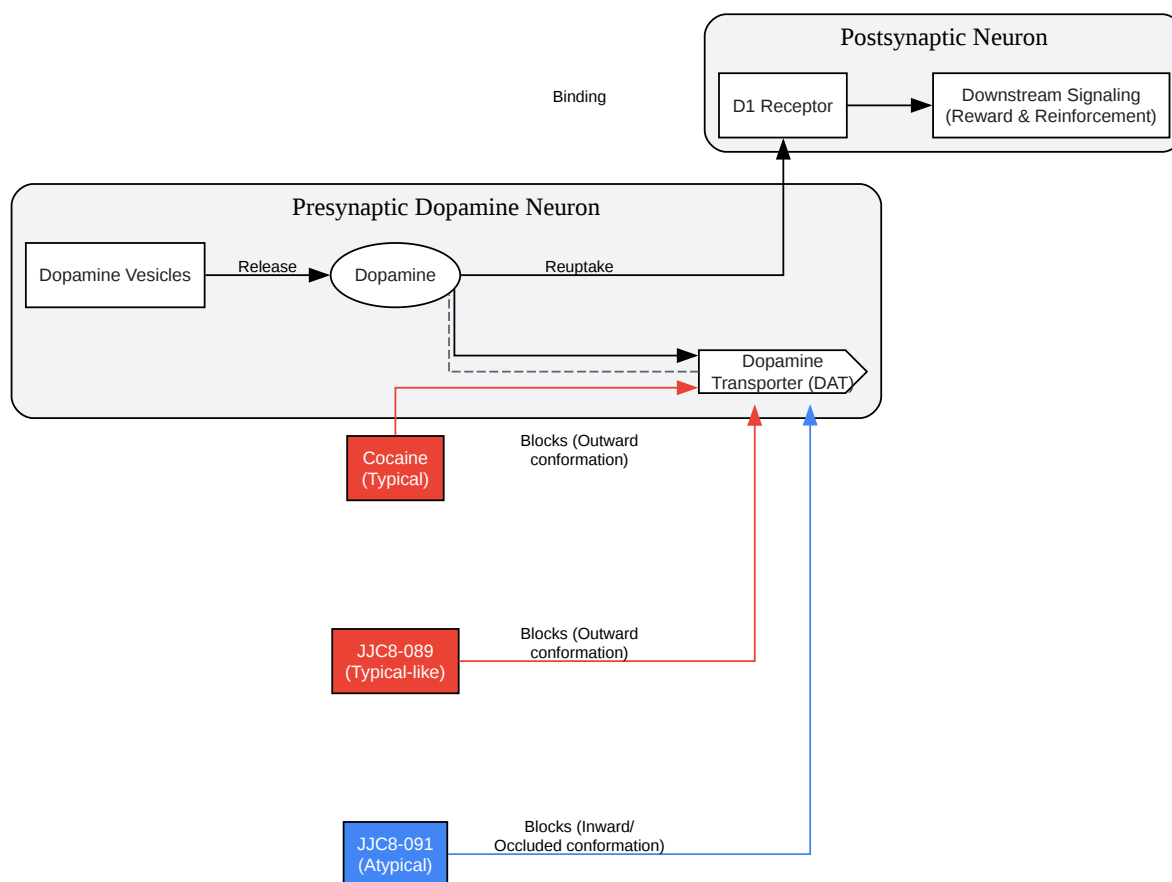 Postsynaptic Neuron
Binding
D1 Receptor
Downstream Signaling
(Reward & Reinforcement)
Presynaptic Dopamine Neuron
Dopamine Vesicles
Release
Dopamine
Reuptake
Dopamine
Transporter (DAT)
Cocaine
(Typical)
Blocks (Outward
conformation)
JJC8-089
(Typical-like)
Blocks (Outward
conformation)
JJC8-091
(Atypical)
Blocks (Inward/
Occluded conformation)